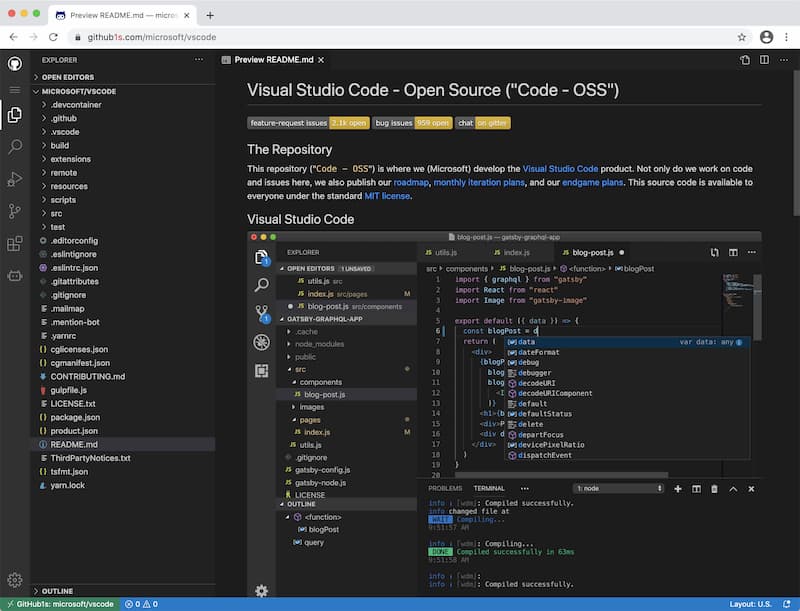 Preview README.md — micros
github1s.com/microsoft/vscode
EXPLORER
OPEN EDITORS
MICROSOFT/VSCODE
.devcontainer
.github
.vscode
build
extensions
remote
resources
scripts
src
test
.editorconfig
.eslintignore
.eslintrc.json
.gitattributes
.gitignore
.mailmap
.mention-bot
.yarnrc
cglicenses.json
cgmanifest.json
CONTRIBUTING.md
gulpfile.js
LICENSE.txt
package.json
product.json
README.md
ThirdPartyNotices.txt
tsfmt.json
yarn.lock
OUTLINE
Preview README.md
Visual Studio Code - Open Source ("Code - OSS")
feature-request issues 2.1k open bug issues 959 open chat on gitter
The Repository
This repository ("Code - OSS") is where we (Microsoft) develop the Visual Studio Code product. Not only do we work on code
and issues here, we also publish our roadmap, monthly iteration plans, and our endgame plans. This source code is available to
everyone under the standard MIT license.
Visual Studio Code
blog-post.js — gatsby-graphql-app
EXPLORER
OPEN EDITORS 1 UNSAVED
JS utils.js src
JS index.js src/pages M
JS blog-post.js src/components
GATSBY-GRAPHQL-APP
.cache
node_modules
public
src
components
JS blog-post.js
images
pages
JS index.js M
JS utils.js
.gitignore
JS gatsby-config.js
JS gatsby-node.js
LICENSE
OUTLINE
<function>
blogPost
query
JS utils.js JS index.js JS blog-post.js
src › components › JS blog-post.js › <function> › blogPost
1 import { graphql } from "gatsby"
2 import React from "react"
3 import Image from "gatsby-image"
4
5 export default ({ data }) => {
6 const blogPost = d
7 return (
8 <div>
9 {blogP
10 blog
11 blog
12 <I
13 )}
14 <h1>{b
15 <div>P
16 <div d
17 </div>
18 )
19 }
20
data var data: any
dateFormat
debug
debugger
decodeURI
decodeURIComponent
default
defaultStatus
delete
departFocus
devicePixelRatio
dispatchEvent
PROBLEMS TERMINAL ... 1: node
info : [wdm]: Compiled successfully.
info changed file at
WAIT Compiling...
9:51:57 AM
info : [wdm]: Compiling...
DONE Compiled successfully in 63ms
9:51:58 AM
info : [wdm]:
info : [wdm]: Compiled successfully.
GitHub1s: microsoft/vscode 0 0
Layout: U.S.